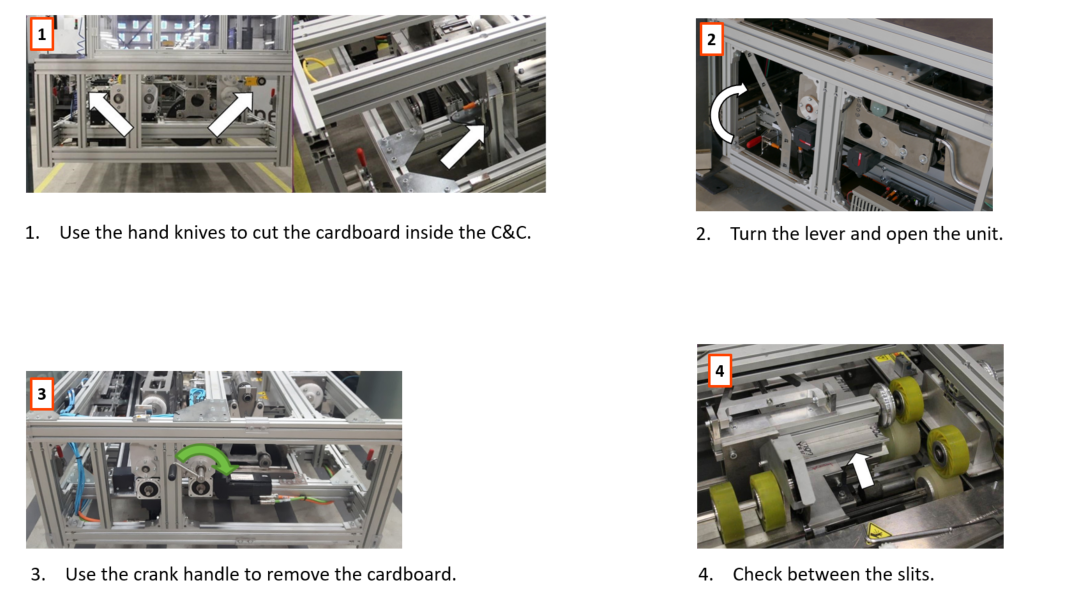 1
2
1. Use the hand knives to cut the cardboard inside the C&C.
2. Turn the lever and open the unit.
3
4
3. Use the crank handle to remove the cardboard.
4. Check between the slits.